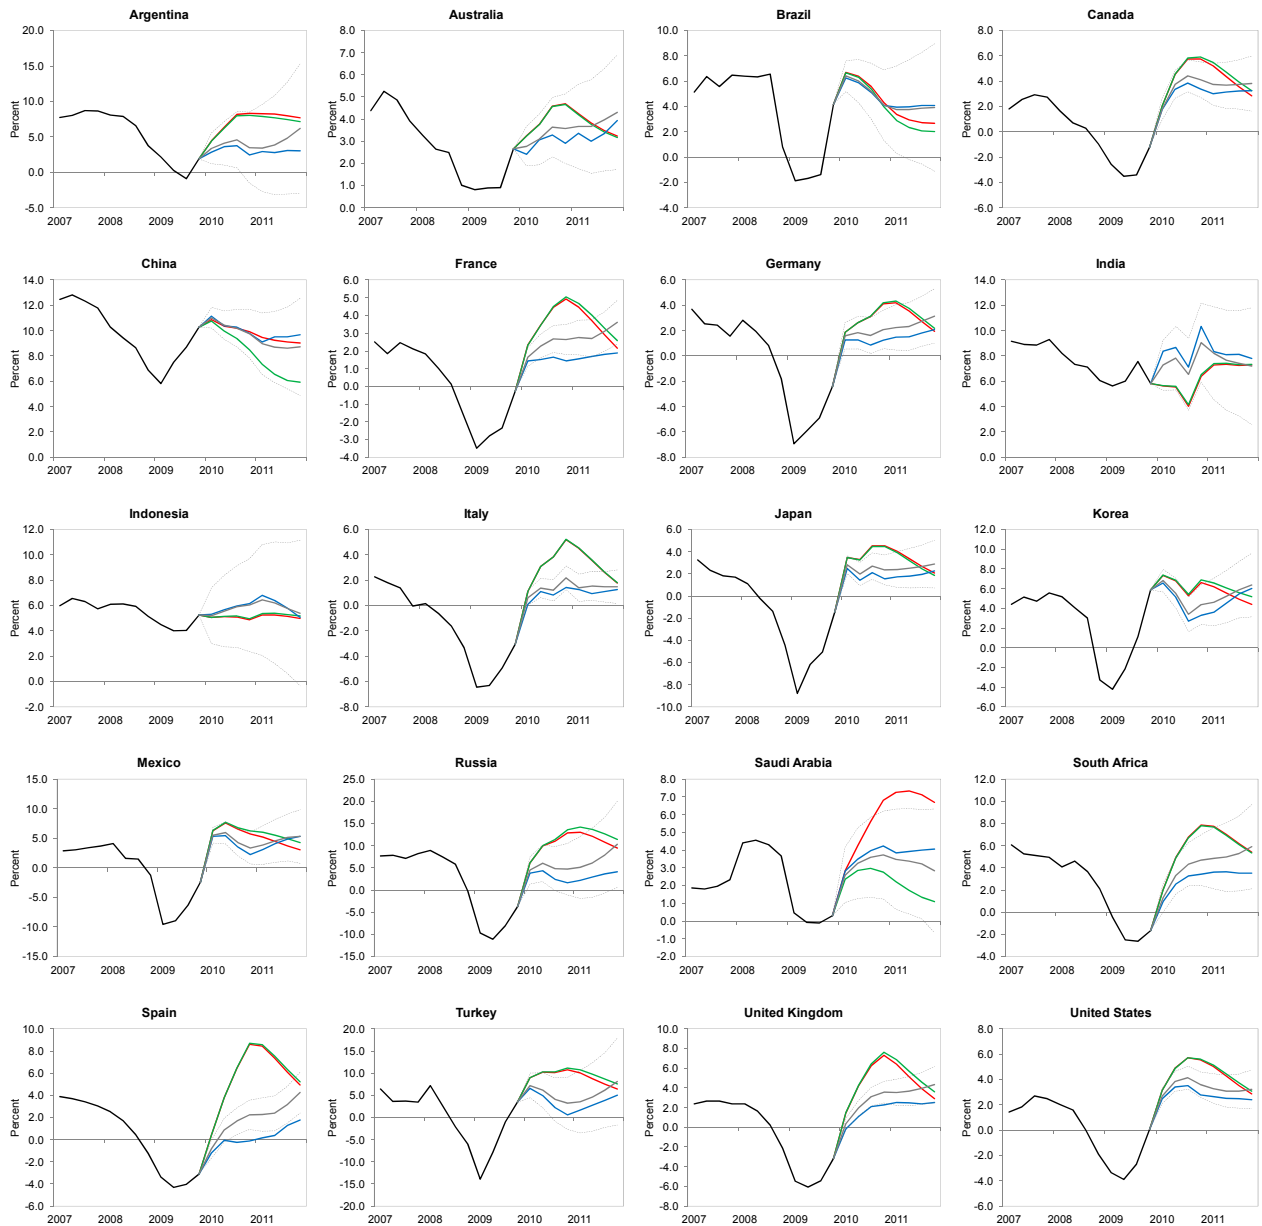 Argentina
Percent
20.0
15.0
10.0
5.0
0.0
-5.0
2007 2008 2009 2010 2011
Australia
Percent
8.0
7.0
6.0
5.0
4.0
3.0
2.0
1.0
0.0
2007 2008 2009 2010 2011
Brazil
Percent
10.0
8.0
6.0
4.0
2.0
0.0
-2.0
-4.0
2007 2008 2009 2010 2011
Canada
Percent
8.0
6.0
4.0
2.0
0.0
-2.0
-4.0
-6.0
2007 2008 2009 2010 2011
China
Percent
14.0
12.0
10.0
8.0
6.0
4.0
2.0
0.0
2007 2008 2009 2010 2011
France
Percent
6.0
5.0
4.0
3.0
2.0
1.0
0.0
-1.0
-2.0
-3.0
-4.0
2007 2008 2009 2010 2011
Germany
Percent
6.0
4.0
2.0
0.0
-2.0
-4.0
-6.0
-8.0
2007 2008 2009 2010 2011
India
Percent
14.0
12.0
10.0
8.0
6.0
4.0
2.0
0.0
2007 2008 2009 2010 2011
Indonesia
Percent
12.0
10.0
8.0
6.0
4.0
2.0
0.0
-2.0
2007 2008 2009 2010 2011
Italy
Percent
6.0
4.0
2.0
0.0
-2.0
-4.0
-6.0
-8.0
2007 2008 2009 2010 2011
Japan
Percent
6.0
4.0
2.0
0.0
-2.0
-4.0
-6.0
-8.0
-10.0
2007 2008 2009 2010 2011
Korea
Percent
12.0
10.0
8.0
6.0
4.0
2.0
0.0
-2.0
-4.0
-6.0
2007 2008 2009 2010 2011
Mexico
Percent
15.0
10.0
5.0
0.0
-5.0
-10.0
-15.0
2007 2008 2009 2010 2011
Russia
Percent
25.0
20.0
15.0
10.0
5.0
0.0
-5.0
-10.0
-15.0
2007 2008 2009 2010 2011
Saudi Arabia
Percent
8.0
7.0
6.0
5.0
4.0
3.0
2.0
1.0
0.0
-1.0
-2.0
2007 2008 2009 2010 2011
South Africa
Percent
12.0
10.0
8.0
6.0
4.0
2.0
0.0
-2.0
-4.0
2007 2008 2009 2010 2011
Spain
Percent
10.0
8.0
6.0
4.0
2.0
0.0
-2.0
-4.0
-6.0
2007 2008 2009 2010 2011
Turkey
Percent
20.0
15.0
10.0
5.0
0.0
-5.0
-10.0
-15.0
-20.0
2007 2008 2009 2010 2011
United Kingdom
Percent
10.0
8.0
6.0
4.0
2.0
0.0
-2.0
-4.0
-6.0
-8.0
2007 2008 2009 2010 2011
United States
Percent
8.0
6.0
4.0
2.0
0.0
-2.0
-4.0
-6.0
2007 2008 2009 2010 2011